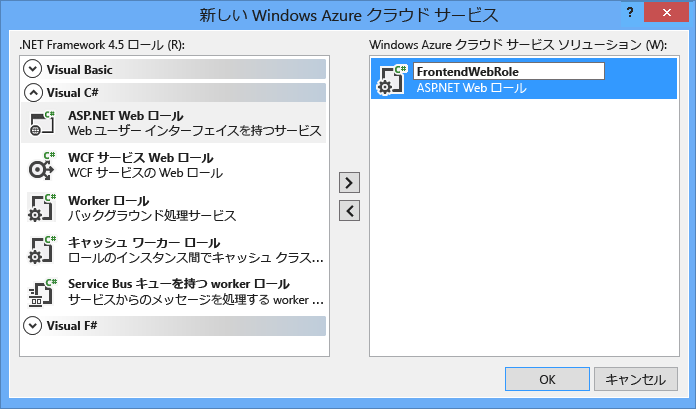 新しい Windows Azure クラウド サービス
?
.NET Framework 4.5 ロール (R):
Visual Basic
Visual C#
C#
ASP.NET Web ロール
Web ユーザー インターフェイスを持つサービス
C#
WCF サービス Web ロール
WCF サービスの Web ロール
C#
Worker ロール
バックグラウンド処理サービス
C#
キャッシュ ワーカー ロール
ロールのインスタンス間でキャッシュ クラス...
C#
Service Bus キューを持つ worker ロール
サービスからのメッセージを処理する worker ...
Visual F#
Windows Azure クラウド サービス ソリューション (W):
C#
FrontendWebRole
ASP.NET Web ロール
OK
キャンセル